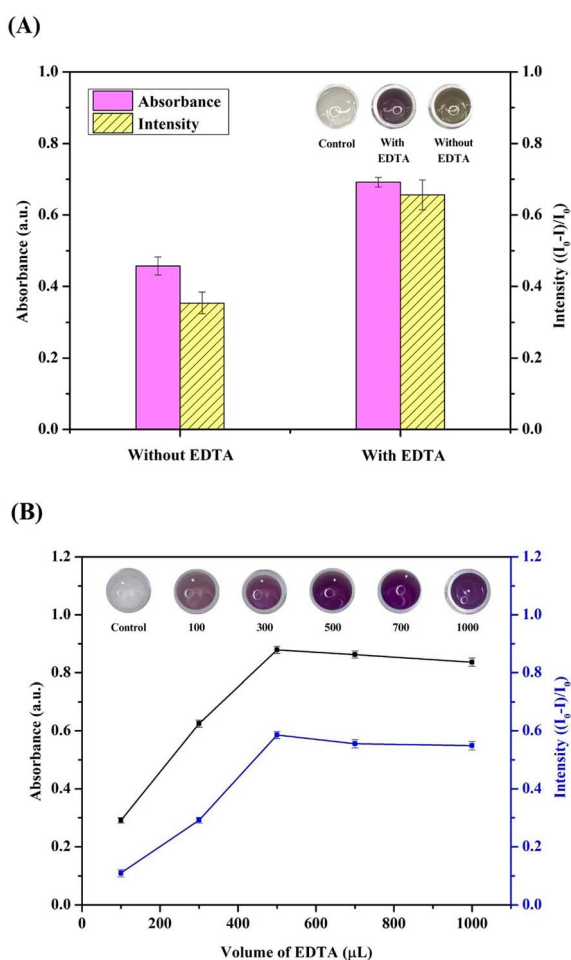 (A)
1.0
0.8
0.6
0.4
0.2
0.0
Absorbance (a.u.)
Absorbance
Intensity
Control
With
EDTA
Without
EDTA
1.0
0.8
0.6
0.4
0.2
0.0
Intensity ((I₀-I)/I₀)
Without EDTA
With EDTA
(B)
1.2
1.0
0.8
0.6
0.4
0.2
0.0
Absorbance (a.u.)
Control 100 300 500 700 1000
1.2
1.0
0.8
0.6
0.4
0.2
0.0
Intensity ((I₀-I)/I₀)
0 200 400 600 800 1000
Volume of EDTA (μL)